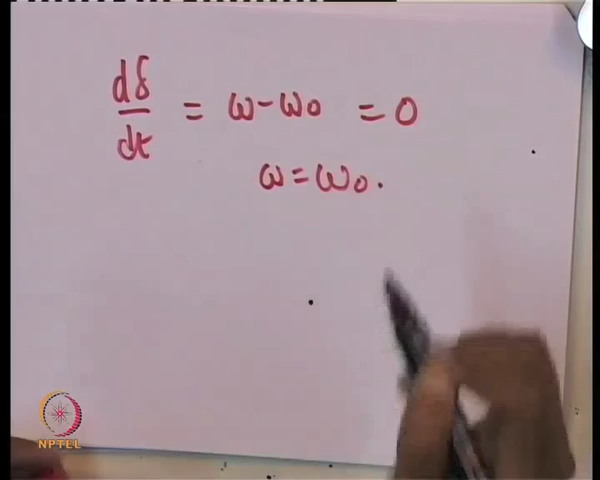 dδ/dt = ω - ω0 = 0
ω = ω0.
NPTEL